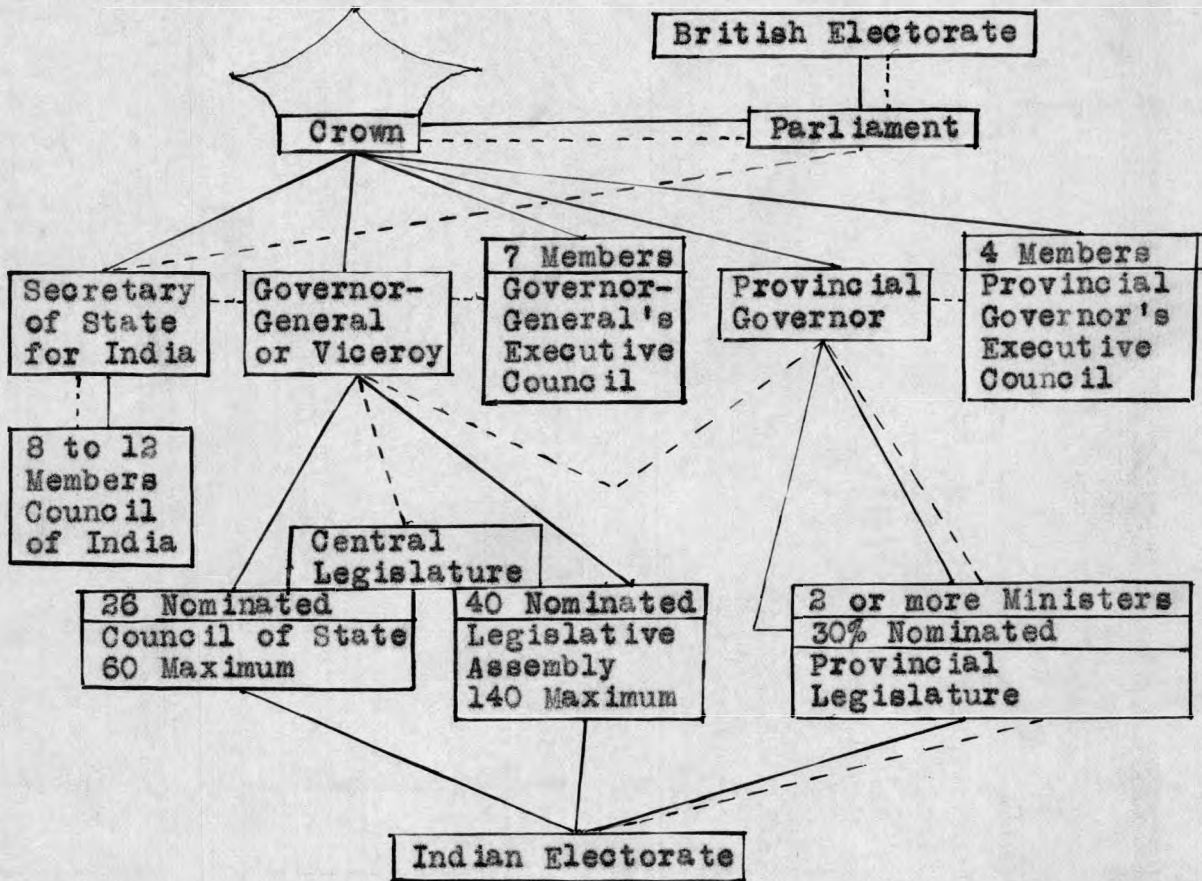 British Electorate
Crown
Parliament
Secretary
of State
for India
Governor-
General
or Viceroy
7 Members
Governor-
General's
Executive
Council
Provincial
Governor
4 Members
Provincial
Governor's
Executive
Council
8 to 12
Members
Council
of India
Central
Legislature
26 Nominated
Council of State
60 Maximum
40 Nominated
Legislative
Assembly
140 Maximum
2 or more Ministers
30% Nominated
Provincial
Legislature
Indian Electorate